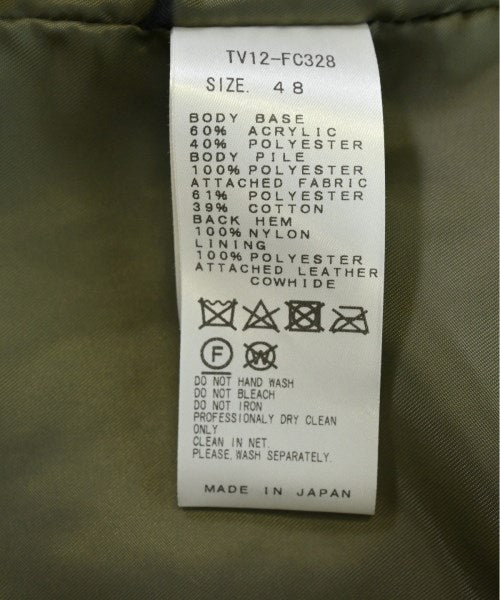 TV12-FC328
SIZE. 48
BODY BASE
60% ACRYLIC
40% POLYESTER
BODY PILE
100% POLYESTER
ATTACHED FABRIC
61% POLYESTER
39% COTTON
BACK HEM
100% NYLON
LINING
100% POLYESTER
ATTACHED LEATHER
COWHIDE
F W
DO NOT HAND WASH
DO NOT BLEACH
DO NOT IRON
PROFESSIONALY DRY CLEAN
ONLY
CLEAN IN NET.
PLEASE.WASH SEPARATELY.
MADE IN JAPAN